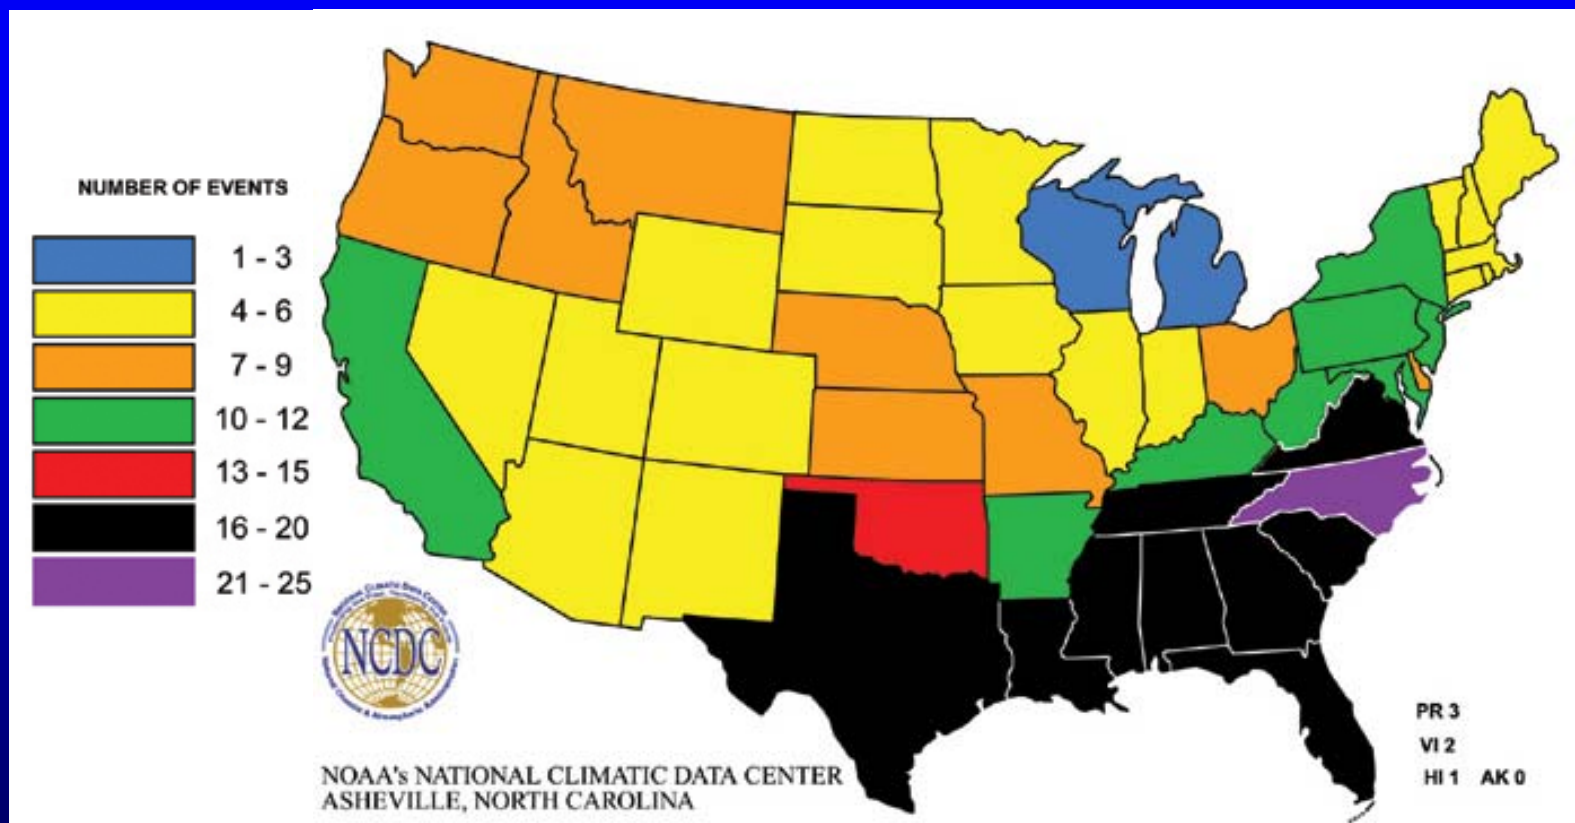 NUMBER OF EVENTS
1 - 3
4 - 6
7 - 9
10 - 12
13 - 15
16 - 20
21 - 25
NCDC
PR 3
VI 2
HI 1 AK 0
NOAA's NATIONAL CLIMATIC DATA CENTER
ASHEVILLE, NORTH CAROLINA